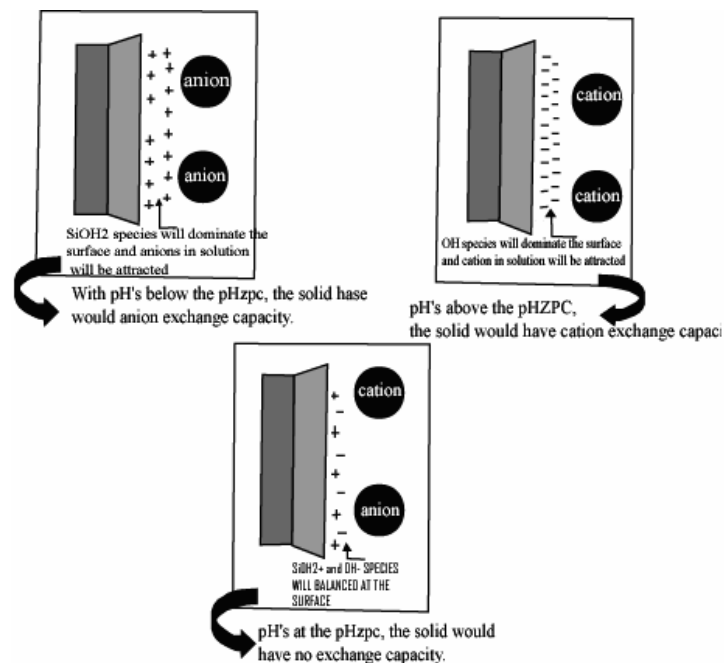 anion
anion
SiOH2 species will dominate the
surface and anions in solution
will be attracted
With pH's below the pHzpc, the solid hase
would anion exchange capacity.
cation
cation
OH species will dominate the surface
and cation in solution will be attracted
pH's above the pHZPC,
the solid would have cation exchange capaci
cation
anion
SiOH2+ and OH- SPECIES
WILL BALANCED AT THE
SURFACE
pH's at the pHzpc, the solid would
have no exchange capacity.